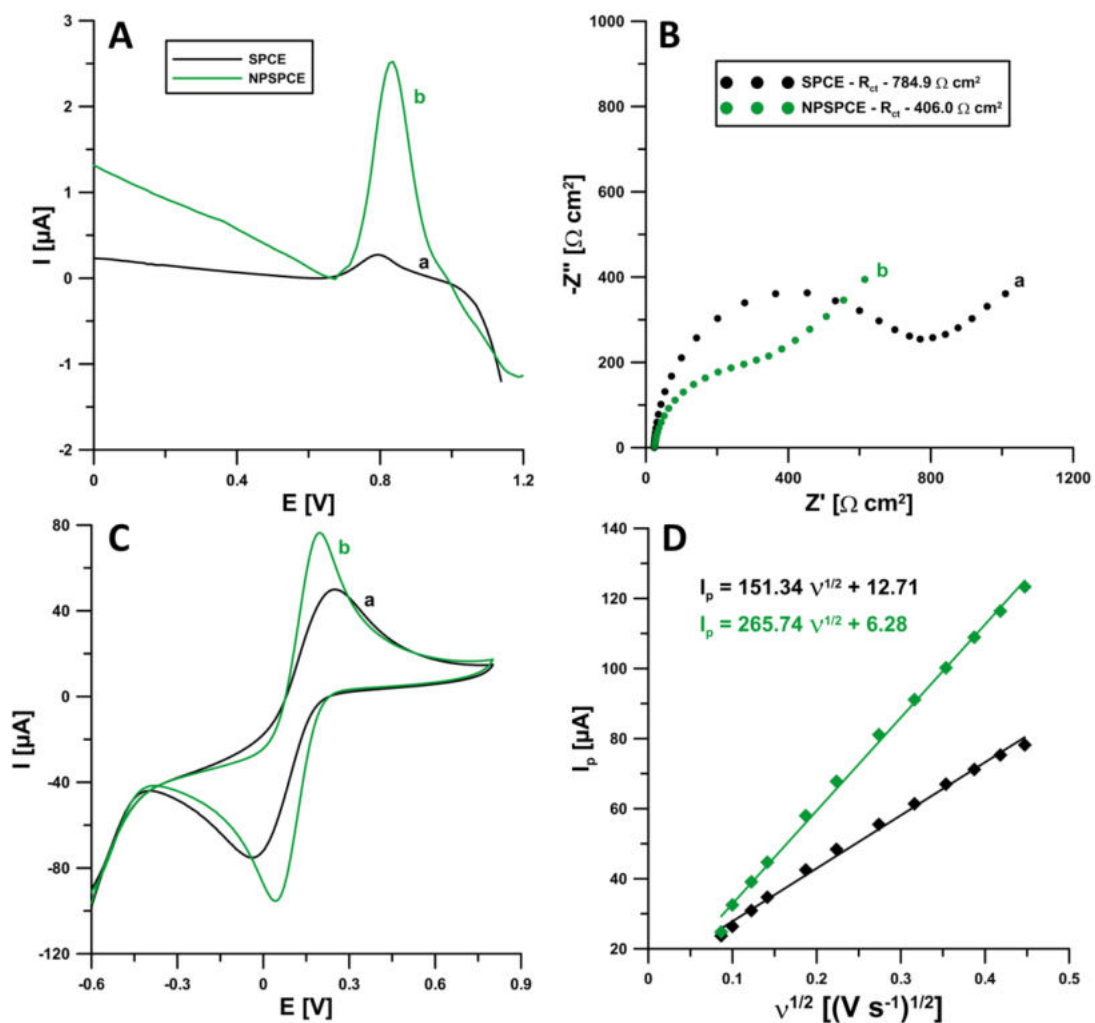 A
SPCE
NPSPCE
b
a
3
2
1
0
-1
-2
I [µA]
0
0.4
0.8
1.2
E [V]
B
SPCE - Rct - 784.9 Ω cm²
NPSPCE - Rct - 406.0 Ω cm²
b
a
1000
800
600
400
200
0
-Z" [Ω cm²]
0
400
800
1200
Z' [Ω cm²]
C
b
a
80
40
0
-40
-80
-120
I [µA]
-0.6
-0.3
0
0.3
0.6
0.9
E [V]
D
Ip = 151.34 ν1/2 + 12.71
Ip = 265.74 ν1/2 + 6.28
140
120
100
80
60
40
20
Ip [µA]
0
0.1
0.2
0.3
0.4
0.5
ν1/2 [(V s-1)1/2]